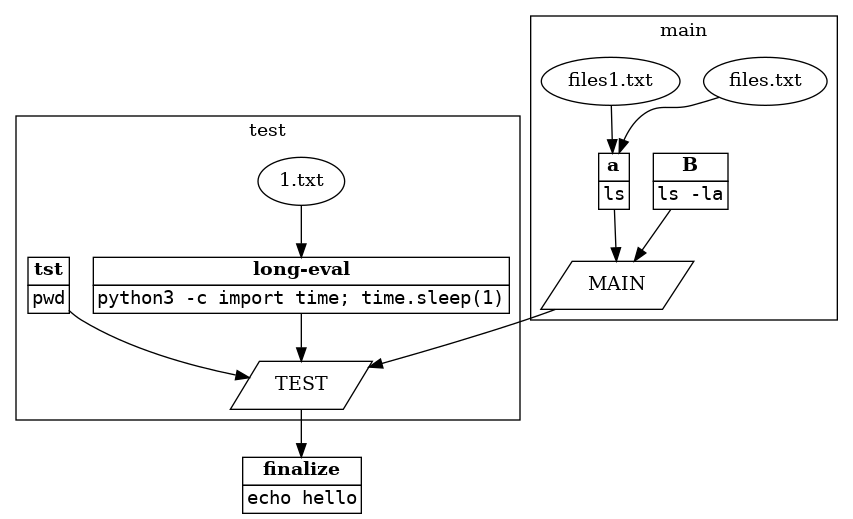 main
files1.txt
files.txt
a
ls
B
ls -la
MAIN
test
1.txt
tst
pwd
long-eval
python3 -c import time; time.sleep(1)
TEST
finalize
echo hello